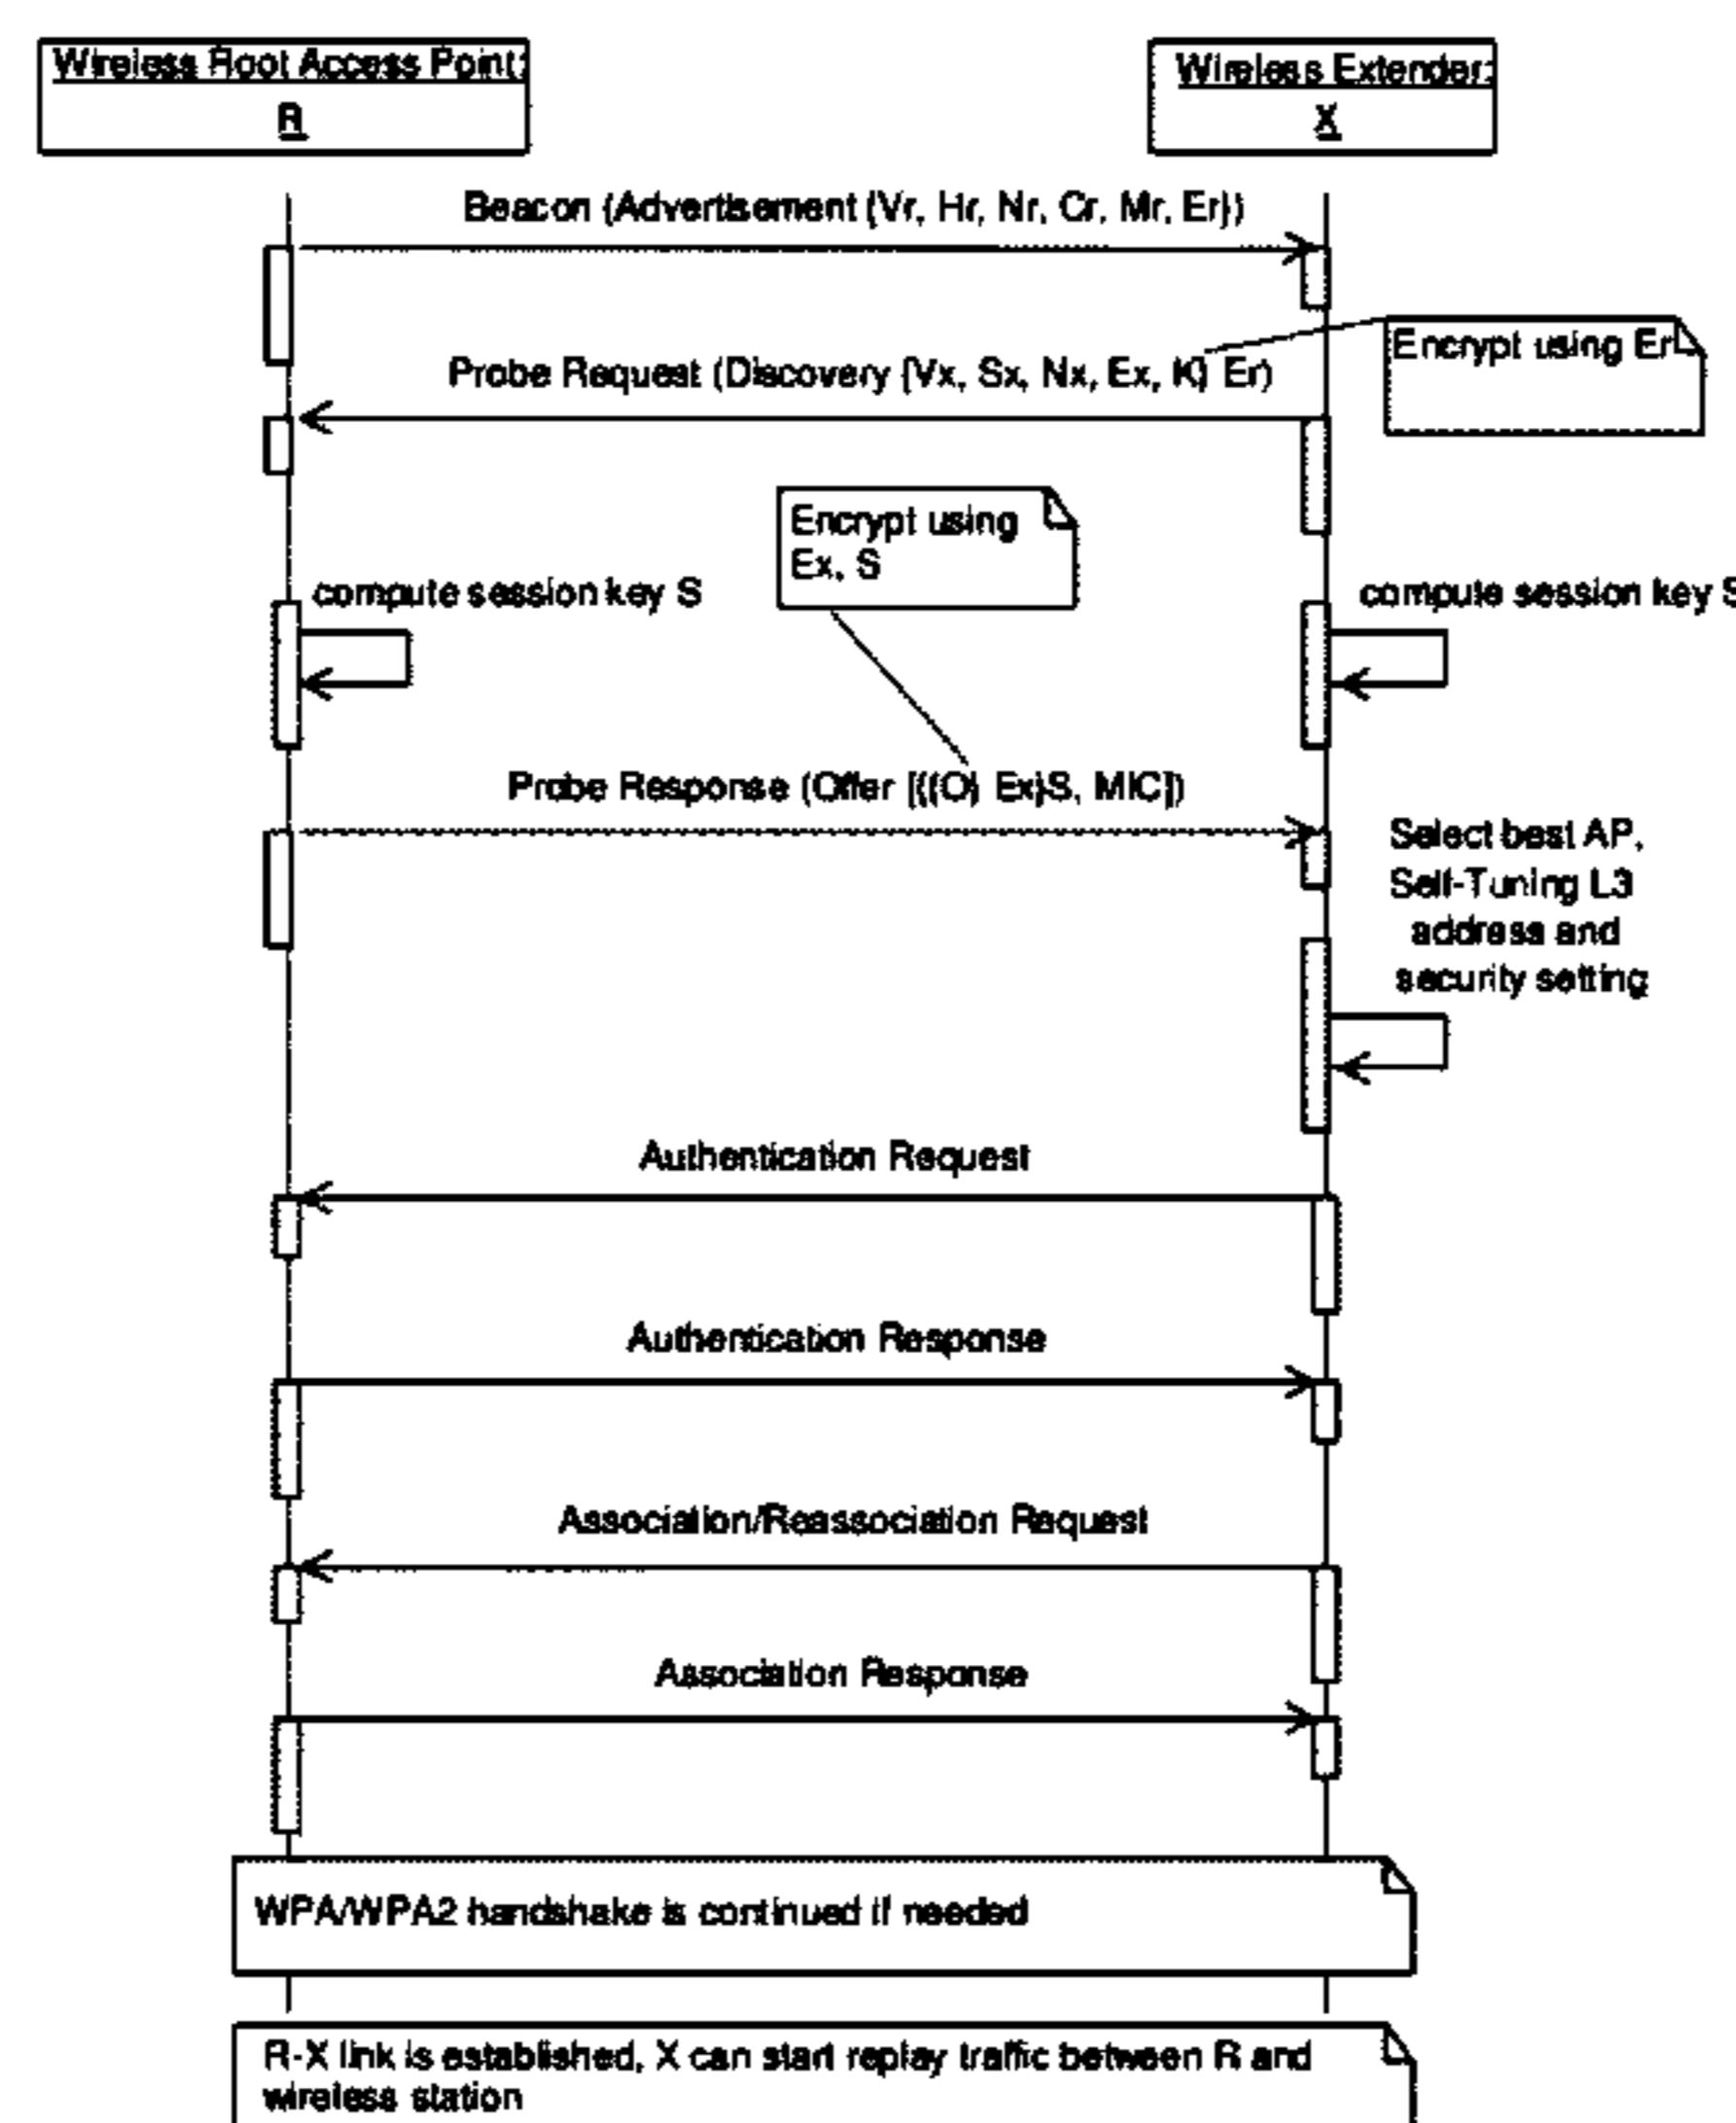 Wireless Root Access Point:
R
Wireless Extender:
X
Beacon (Advertisement {Vr, Hr, Nr, Cr, Mr, Er})
Encrypt using Er
Probe Request (Discovery {Vx, Sx, Nx, Ex, K} Er)
Encrypt using
Ex, S
compute session key S
compute session key S
Probe Response (Offer [{{O} Ex}S, MIC])
Select best AP,
Self-Tuning L3
address and
security setting
Authentication Request
Authentication Response
Association/Reassociation Request
Association Response
WPA/WPA2 handshake is continued if needed
R-X link is established, X can start replay traffic between R and
wireless station